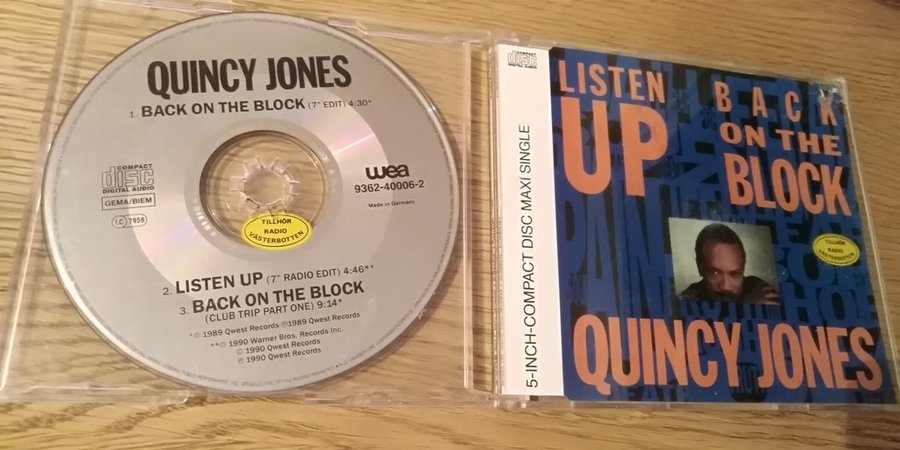 QUINCY JONES
1. BACK ON THE BLOCK (7" EDIT) 4:30*
COMPACT
disc
DIGITAL AUDIO
GEMA/BIEM
LC 7959
wea
9362-40006-2
Made in Germany
TILLHÖR
RADIO
VÄSTERBOTTEN
2. LISTEN UP (7" RADIO EDIT) 4:46**
3. BACK ON THE BLOCK
(CLUB TRIP PART ONE) 9:14*
*© 1989 Qwest Records ℗1989 Qwest Records
**© 1990 Warner Bros. Records Inc.
© 1990 Qwest Records
℗ 1990 Qwest Records
COMPACT
disc
DIGITAL AUDIO
5-INCH-COMPACT DISC MAXI SINGLE
LISTEN
UP
BACK
ON THE
BLOCK
TILLHÖR
RADIO
VÄSTERBOTTEN
QUINCY JONES